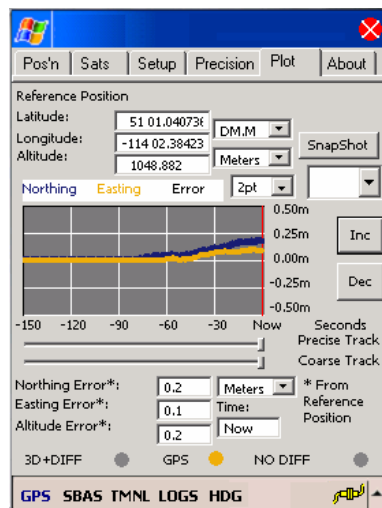 Pos'n Sats Setup Precision Plot About
Reference Position
Latitude: 51 01.04073 DM.M
Longitude: -114 02.38423 SnapShot
Altitude: 1048.882 Meters
Northing Easting Error 2pt
0.50m
0.25m Inc
0.00m
-0.25m Dec
-0.50m
-150 -120 -90 -60 -30 Now Seconds
Precise Track
Coarse Track
Northing Error*: 0.2 Meters * From
Easting Error*: 0.1 Time: Reference
Altitude Error*: 0.2 Now Position
3D+DIFF GPS NO DIFF
GPS SBAS TMNL LOGS HDG